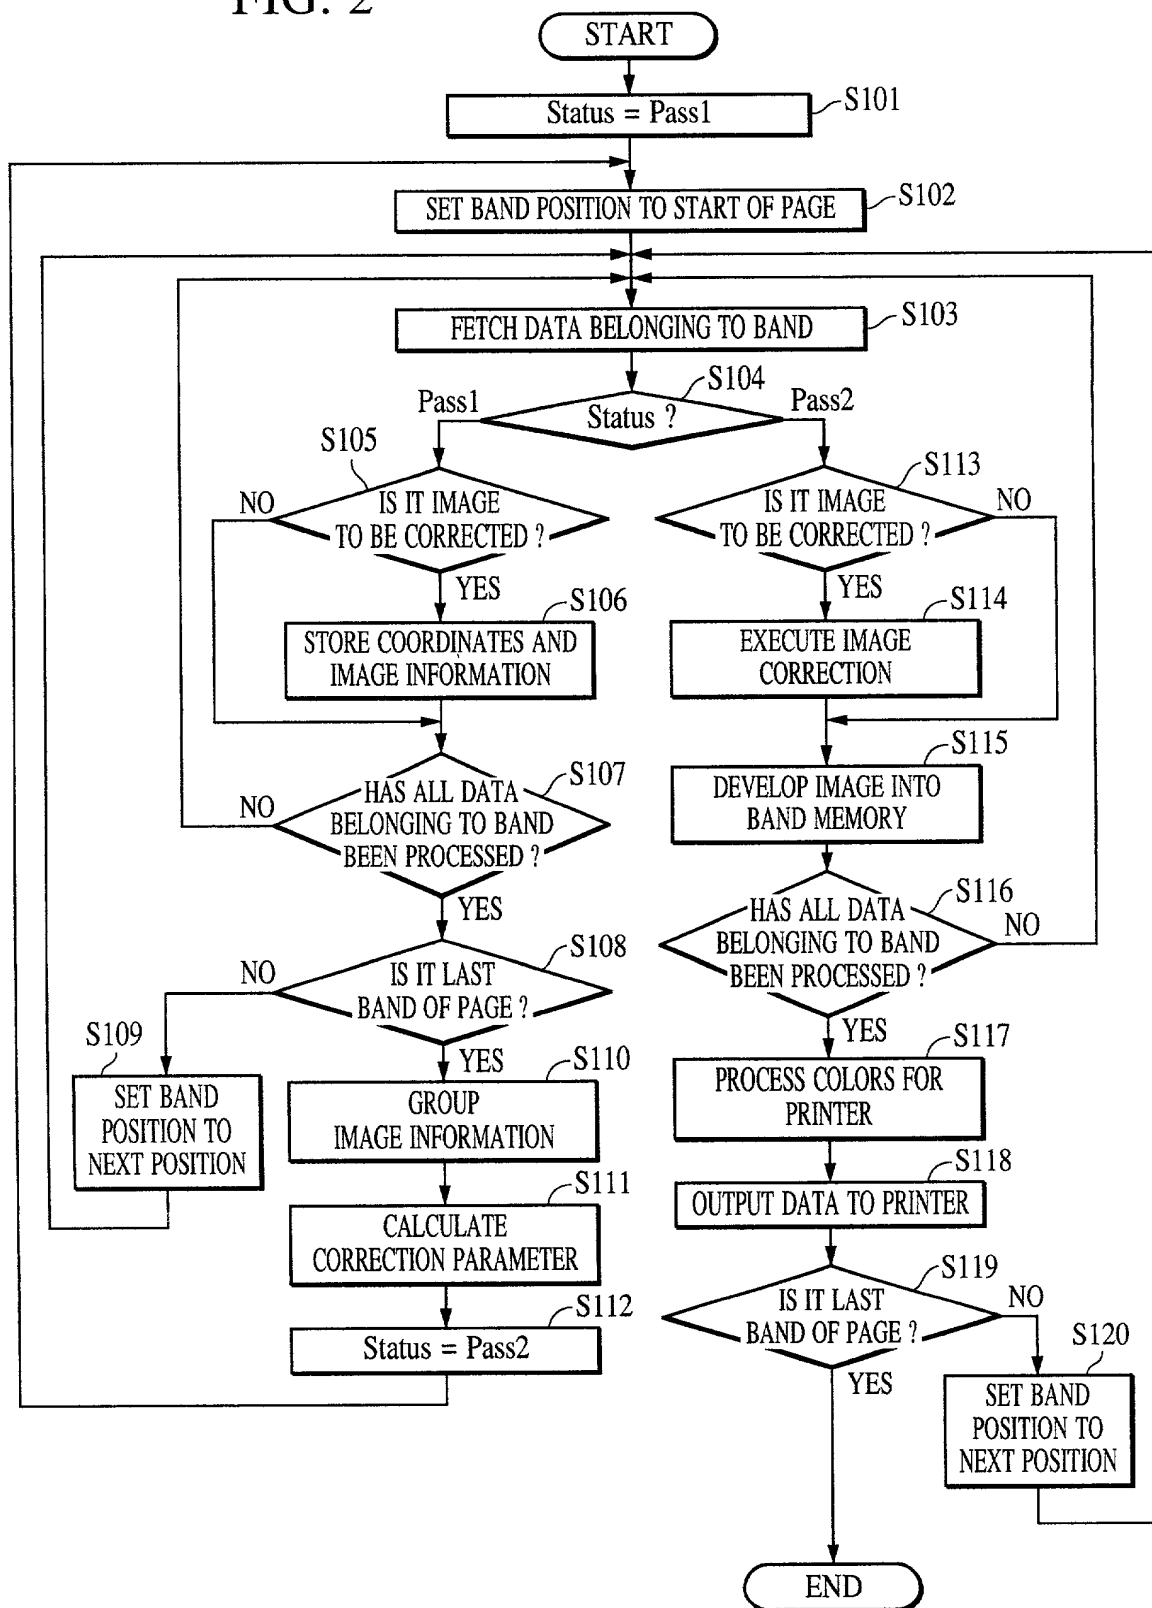 FIG. 2
START
Status = Pass1
S101
SET BAND POSITION TO START OF PAGE
S102
FETCH DATA BELONGING TO BAND
S103
S104
Status ?
Pass1
Pass2
S105
NO
IS IT IMAGE
TO BE CORRECTED ?
YES
S106
STORE COORDINATES AND
IMAGE INFORMATION
S107
NO
HAS ALL DATA
BELONGING TO BAND
BEEN PROCESSED ?
YES
S108
NO
IS IT LAST
BAND OF PAGE ?
YES
S109
SET BAND
POSITION TO
NEXT POSITION
S110
GROUP
IMAGE INFORMATION
S111
CALCULATE
CORRECTION PARAMETER
S112
Status = Pass2
S113
IS IT IMAGE
TO BE CORRECTED ?
NO
YES
S114
EXECUTE IMAGE
CORRECTION
S115
DEVELOP IMAGE INTO
BAND MEMORY
S116
HAS ALL DATA
BELONGING TO BAND
BEEN PROCESSED ?
NO
YES
S117
PROCESS COLORS FOR
PRINTER
S118
OUTPUT DATA TO PRINTER
S119
IS IT LAST
BAND OF PAGE ?
NO
YES
S120
SET BAND
POSITION TO
NEXT POSITION
END